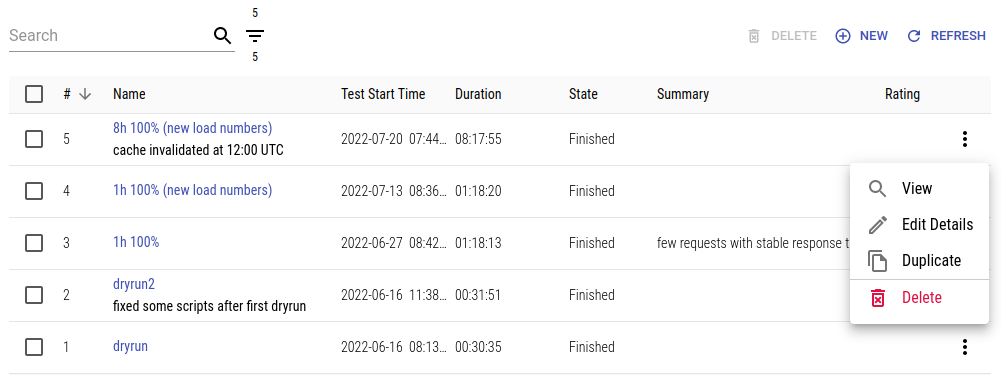 5
Search
5
DELETE NEW REFRESH
# Name Test Start Time Duration State Summary Rating
5 8h 100% (new load numbers) 2022-07-20 07:44... 08:17:55 Finished
cache invalidated at 12:00 UTC
4 1h 100% (new load numbers) 2022-07-13 08:36... 01:18:20 Finished
3 1h 100% 2022-06-27 08:42... 01:18:13 Finished few requests with stable response t
2 dryrun2 2022-06-16 11:38... 00:31:51 Finished
fixed some scripts after first dryrun
1 dryrun 2022-06-16 08:13... 00:30:35 Finished
View
Edit Details
Duplicate
Delete